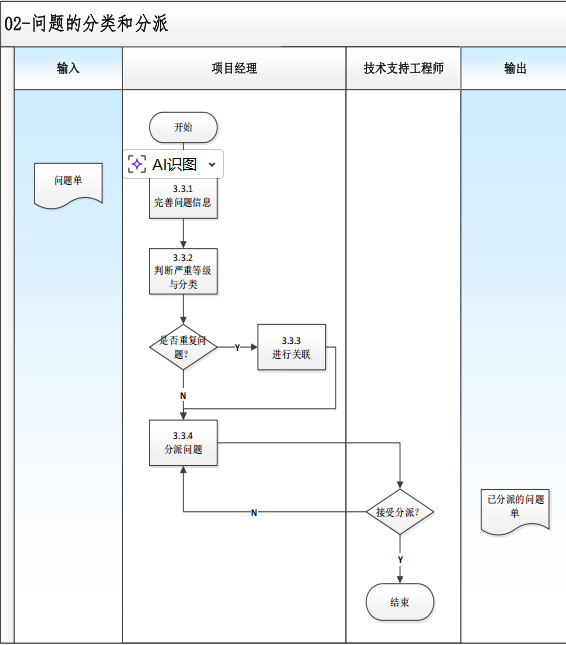 02-问题的分类和分派
输入
项目经理
技术支持工程师
输出
开始
AI识图
问题单
3.3.1
完善问题信息
3.3.2
判断严重等级
与分类
是否重复问
题?
Y
3.3.3
进行关联
N
3.3.4
分派问题
接受分派?
N
已分派的问题
单
Y
结束